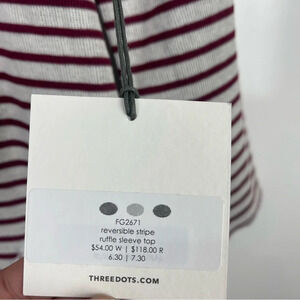 FG2671
reversible stripe
ruffle sleeve top
$54.00 W | $118.00 R
6.30 | 7.30
THREEDOTS.COM